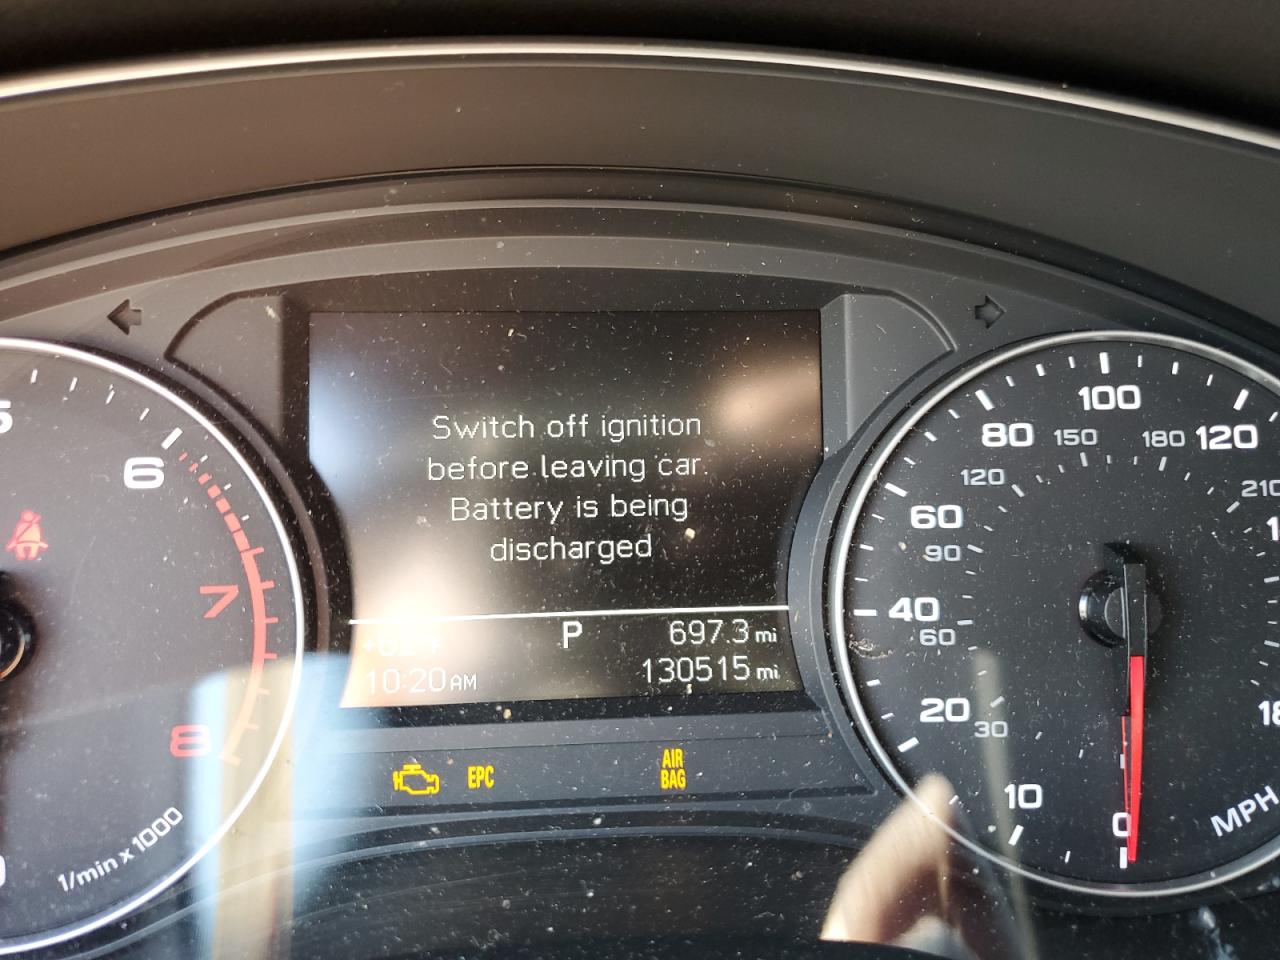 Switch off ignition
before leaving car.
Battery is being
discharged
P
697.3 mi
130515 mi
10:20 AM
EPC
AIR
BAG
6
7
8
1/min x 1000
10
20
40
60
80
100
120
30
60
90
120
150
180
0
MPH